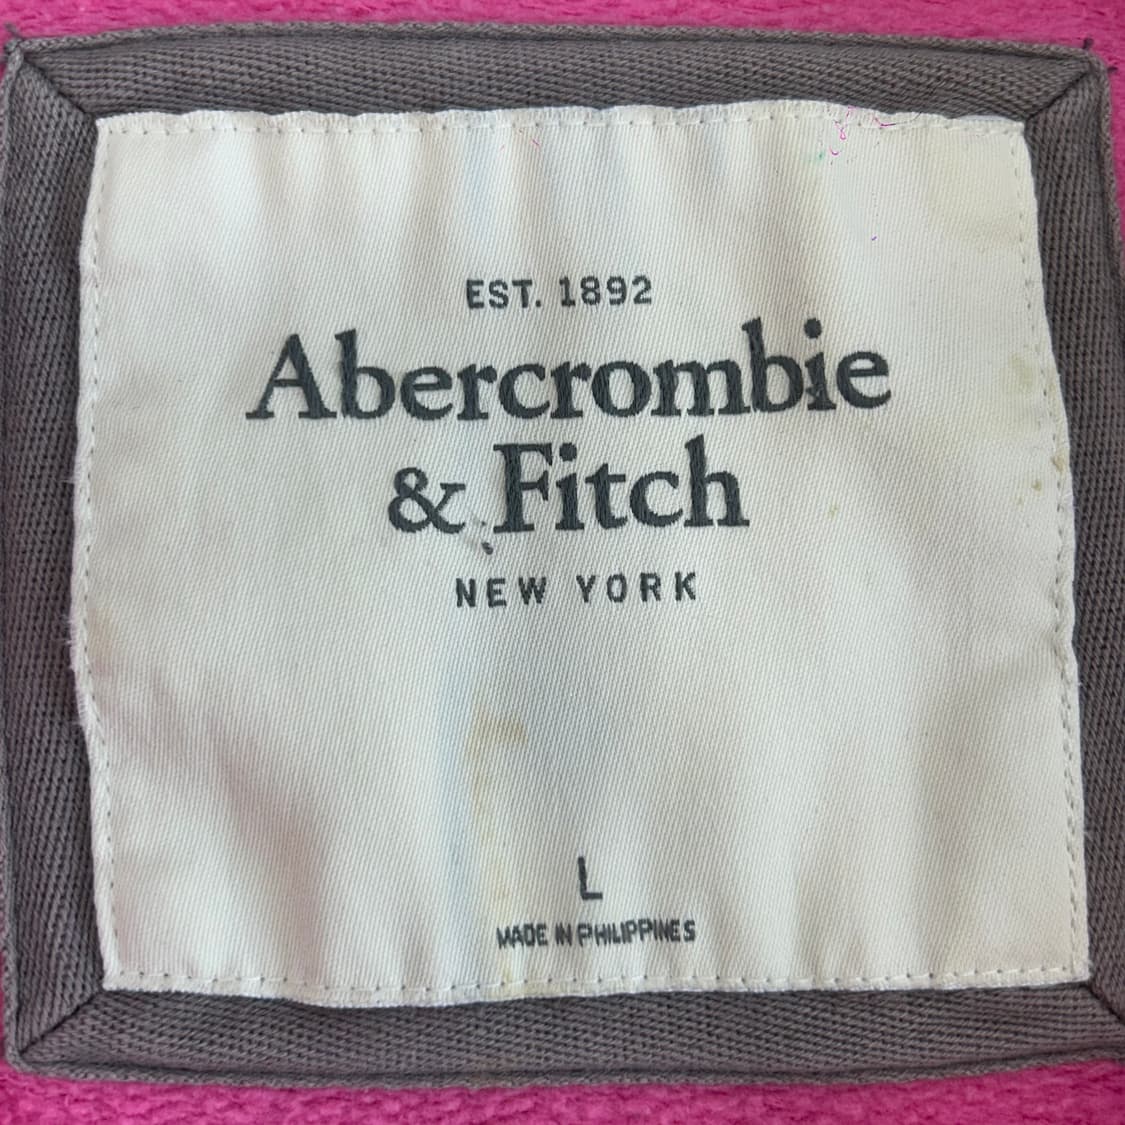 EST. 1892
Abercrombie
& Fitch
NEW YORK
L
MADE IN PHILIPPINES